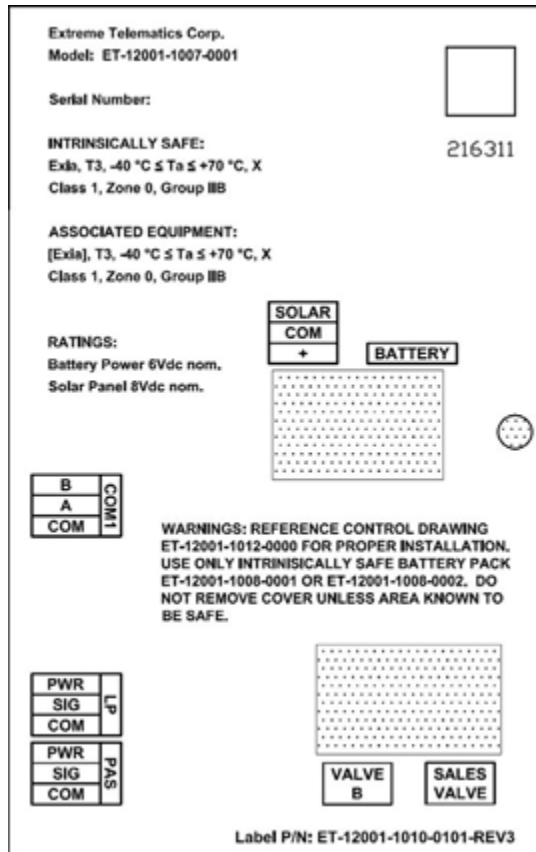 Extreme Telematics Corp.
Model: ET-12001-1007-0001
Serial Number:
216311
INTRINSICALLY SAFE:
Exia, T3, -40 °C ≤ Ta ≤ +70 °C, X
Class 1, Zone 0, Group IIB
ASSOCIATED EQUIPMENT:
[Exia], T3, -40 °C ≤ Ta ≤ +70 °C, X
Class 1, Zone 0, Group IIB
RATINGS:
Battery Power 6Vdc nom.
Solar Panel 8Vdc nom.
SOLAR
COM
+
BATTERY
B
A
COM
COM1
WARNINGS: REFERENCE CONTROL DRAWING
ET-12001-1012-0000 FOR PROPER INSTALLATION.
USE ONLY INTRINISICALLY SAFE BATTERY PACK
ET-12001-1008-0001 OR ET-12001-1008-0002. DO
NOT REMOVE COVER UNLESS AREA KNOWN TO
BE SAFE.
PWR
SIG
COM
LP
PWR
SIG
COM
PAS
VALVE
B
SALES
VALVE
Label P/N: ET-12001-1010-0101-REV3